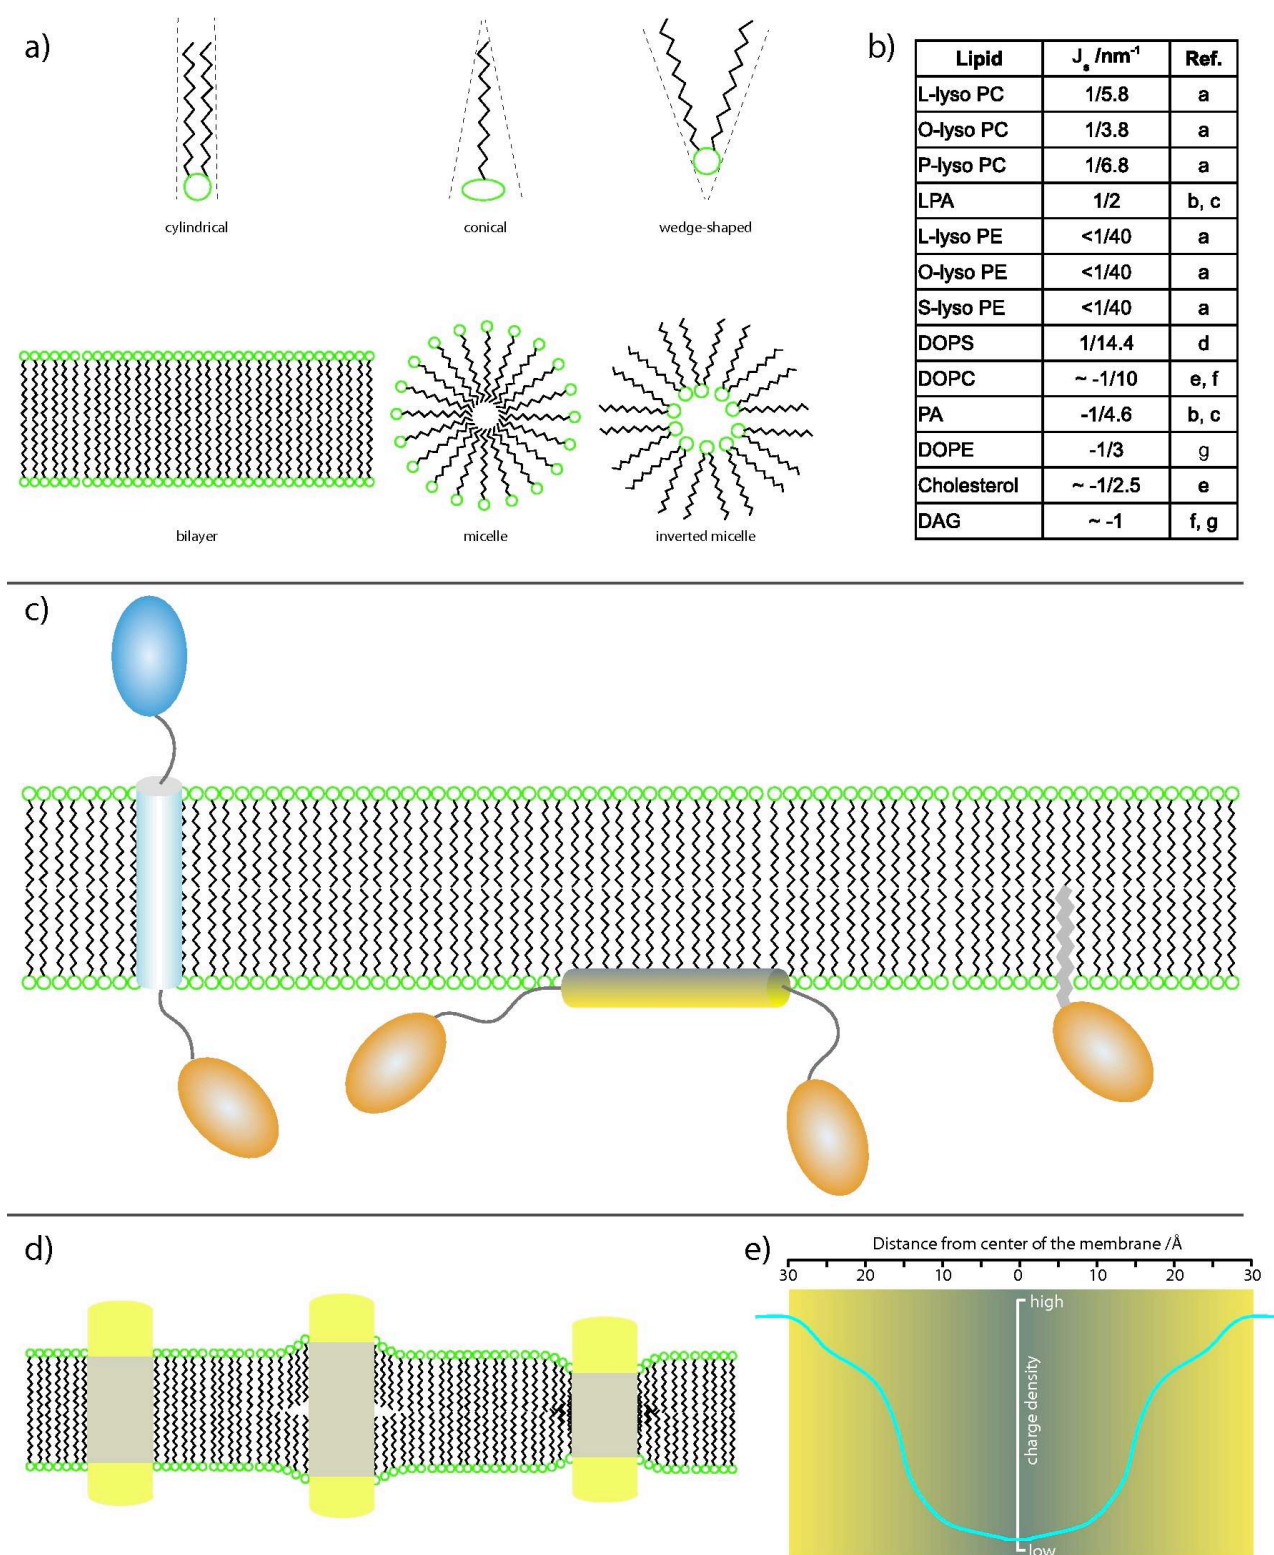 a)
cylindrical
conical
wedge-shaped
bilayer
micelle
inverted micelle
b)
Lipid Js /nm-1 Ref.
L-lyso PC 1/5.8 a
O-lyso PC 1/3.8 a
P-lyso PC 1/6.8 a
LPA 1/2 b, c
L-lyso PE <1/40 a
O-lyso PE <1/40 a
S-lyso PE <1/40 a
DOPS 1/14.4 d
DOPC ~ -1/10 e, f
PA -1/4.6 b, c
DOPE -1/3 g
Cholesterol ~ -1/2.5 e
DAG ~ -1 f, g
c)
d)
e)
Distance from center of the membrane /Å
30 20 10 0 10 20 30
high
charge density
low